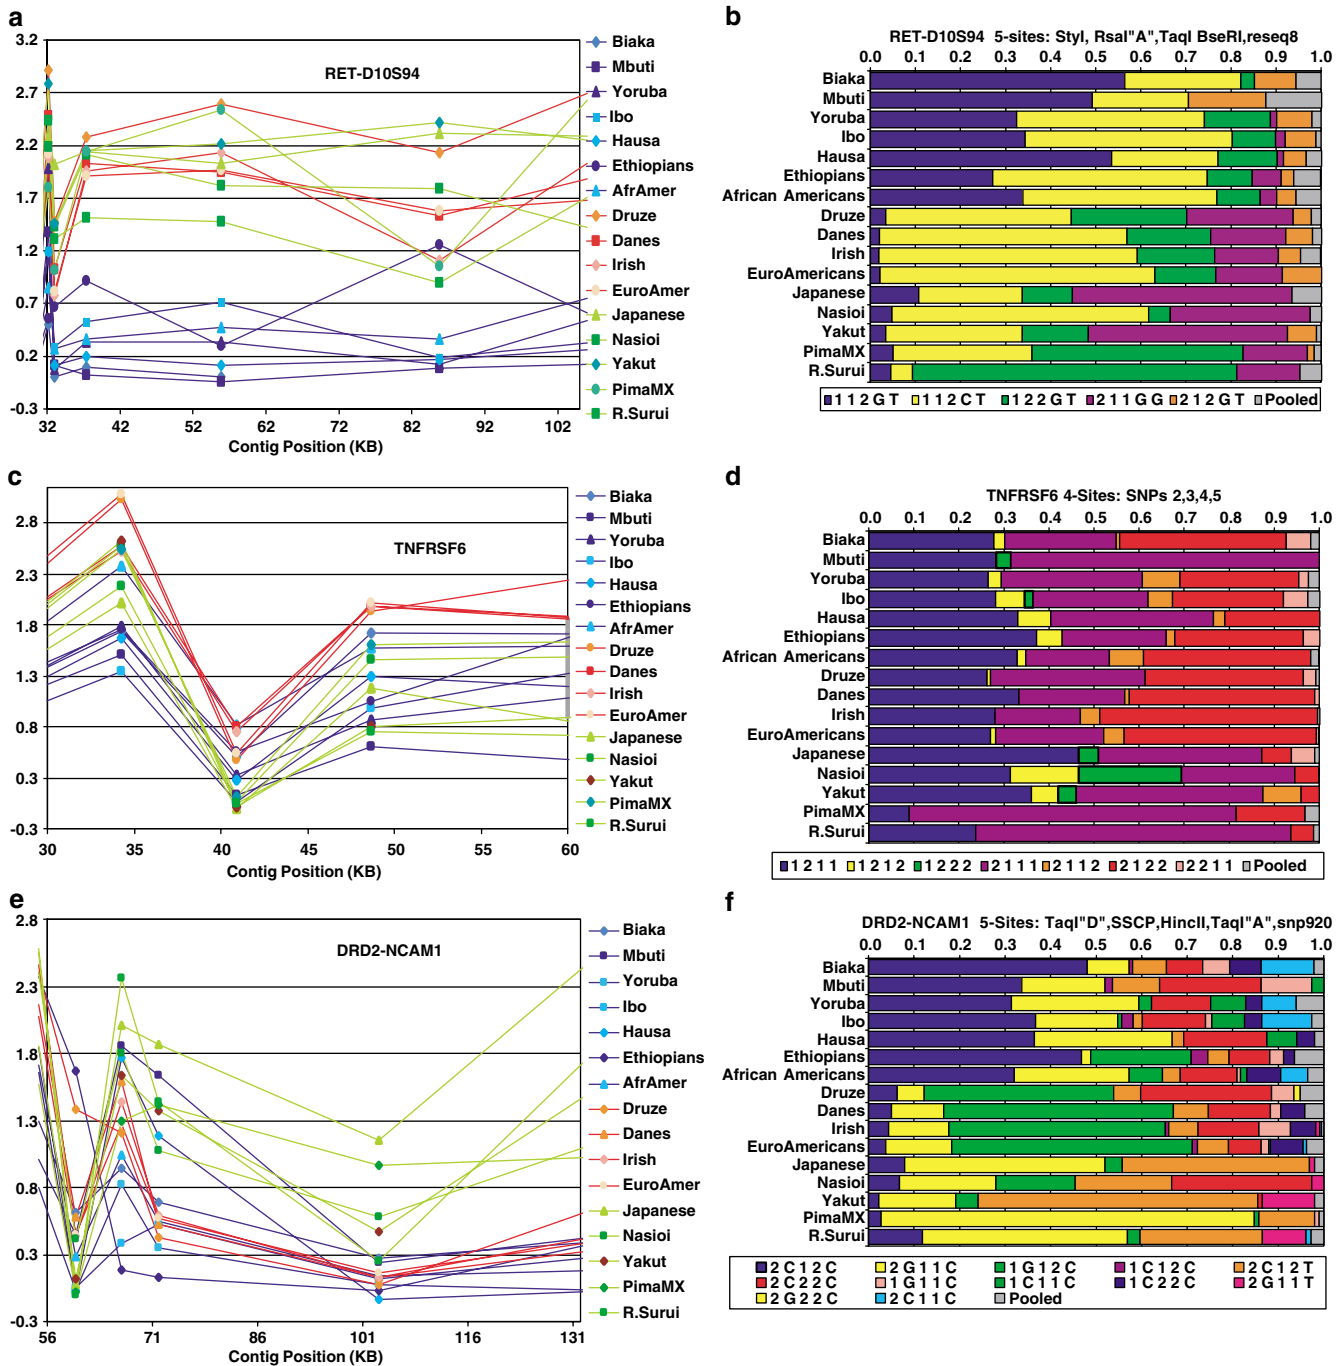 a
3.2
2.7
2.2
1.7
1.2
0.7
0.2
-0.3
RET-D10S94
32 42 52 62 72 82 92 102
Contig Position (KB)
Biaka
Mbuti
Yoruba
Ibo
Hausa
Ethiopians
AfrAmer
Druze
Danes
Irish
EuroAmer
Japanese
Nasioi
Yakut
PimaMX
R.Surui
b
RET-D10S94 5-sites: StyI, RsaI"A",TaqI BseRI,reseq8
0.0 0.1 0.2 0.3 0.4 0.5 0.6 0.7 0.8 0.9 1.0
Biaka
Mbuti
Yoruba
Ibo
Hausa
Ethiopians
African Americans
Druze
Danes
Irish
EuroAmericans
Japanese
Nasioi
Yakut
PimaMX
R.Surui
1 1 2 G T 1 1 2 C T 1 2 2 G T 2 1 1 G G 2 1 2 G T Pooled
c
2.8
2.3
1.8
1.3
0.8
0.3
-0.3
TNFRSF6
30 35 40 45 50 55 60
Contig Position (KB)
Biaka
Mbuti
Yoruba
Ibo
Hausa
Ethiopians
AfrAmer
Druze
Danes
Irish
EuroAmer
Japanese
Nasioi
Yakut
PimaMX
R.Surui
d
TNFRSF6 4-Sites: SNPs 2,3,4,5
0.0 0.1 0.2 0.3 0.4 0.5 0.6 0.7 0.8 0.9 1.0
Biaka
Mbuti
Yoruba
Ibo
Hausa
Ethiopians
African Americans
Druze
Danes
Irish
EuroAmericans
Japanese
Nasioi
Yakut
PimaMX
R.Surui
1 2 1 1 1 2 1 2 1 2 2 2 2 1 1 1 2 1 1 2 2 1 2 2 2 2 1 1 Pooled
e
2.8
2.3
1.8
1.3
0.8
0.3
-0.3
DRD2-NCAM1
56 71 86 101 116 131
Contig Position (KB)
Biaka
Mbuti
Yoruba
Ibo
Hausa
Ethiopians
AfrAmer
Druze
Danes
Irish
EuroAmer
Japanese
Nasioi
Yakut
PimaMX
R.Surui
f
DRD2-NCAM1 5-Sites: TaqI"D",SSCP,HincII,TaqI"A",snp920
0.0 0.1 0.2 0.3 0.4 0.5 0.6 0.7 0.8 0.9 1.0
Biaka
Mbuti
Yoruba
Ibo
Hausa
Ethiopians
African Americans
Druze
Danes
Irish
EuroAmericans
Japanese
Nasioi
Yakut
PimaMX
R.Surui
2 C 1 2 C 2 G 1 1 C 1 G 1 2 C 1 C 1 2 C 2 C 1 2 T
2 C 2 2 C 1 G 1 1 C 1 C 1 1 C 1 C 2 2 C 2 G 1 1 T
2 G 2 2 C 2 C 1 1 C Pooled